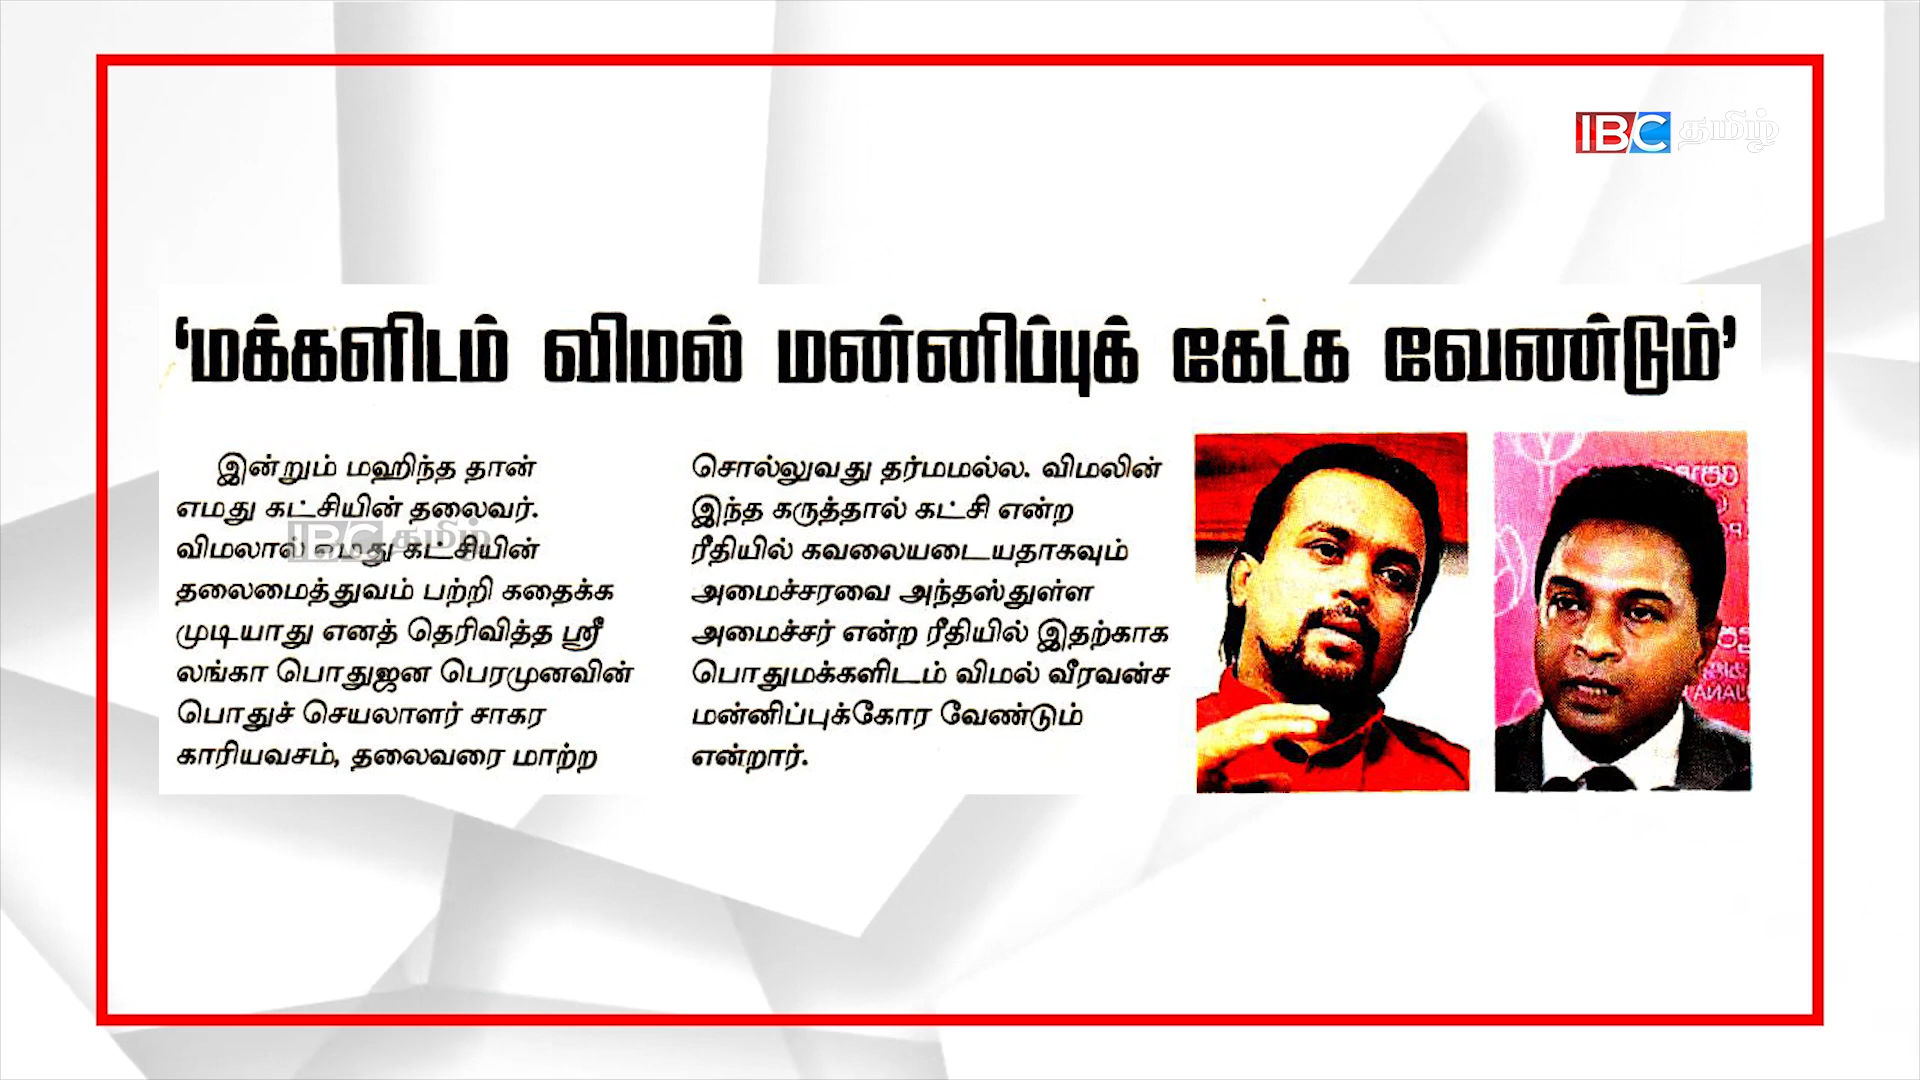 IBC தமிழ்
‘மக்களிடம் விமல் மன்னிப்புக் கேட்க வேண்டும்’
இன்றும் மஹிந்த தான்
எமது கட்சியின் தலைவர்.
விமலால் எமது கட்சியின்
தலைமைத்துவம் பற்றி கதைக்க
முடியாது எனத் தெரிவித்த ஸ்ரீ
லங்கா பொதுஜன பெரமுனவின்
பொதுச் செயலாளர் சாகர
காரியவசம், தலைவரை மாற்ற
சொல்லுவது தர்மமல்ல. விமலின்
இந்த கருத்தால் கட்சி என்ற
ரீதியில் கவலையடையதாகவும்
அமைச்சரவை அந்தஸ்துள்ள
அமைச்சர் என்ற ரீதியில் இதற்காக
பொதுமக்களிடம் விமல் வீரவன்ச
மன்னிப்புக்கோர வேண்டும்
என்றார்.
IBC தமிழ்